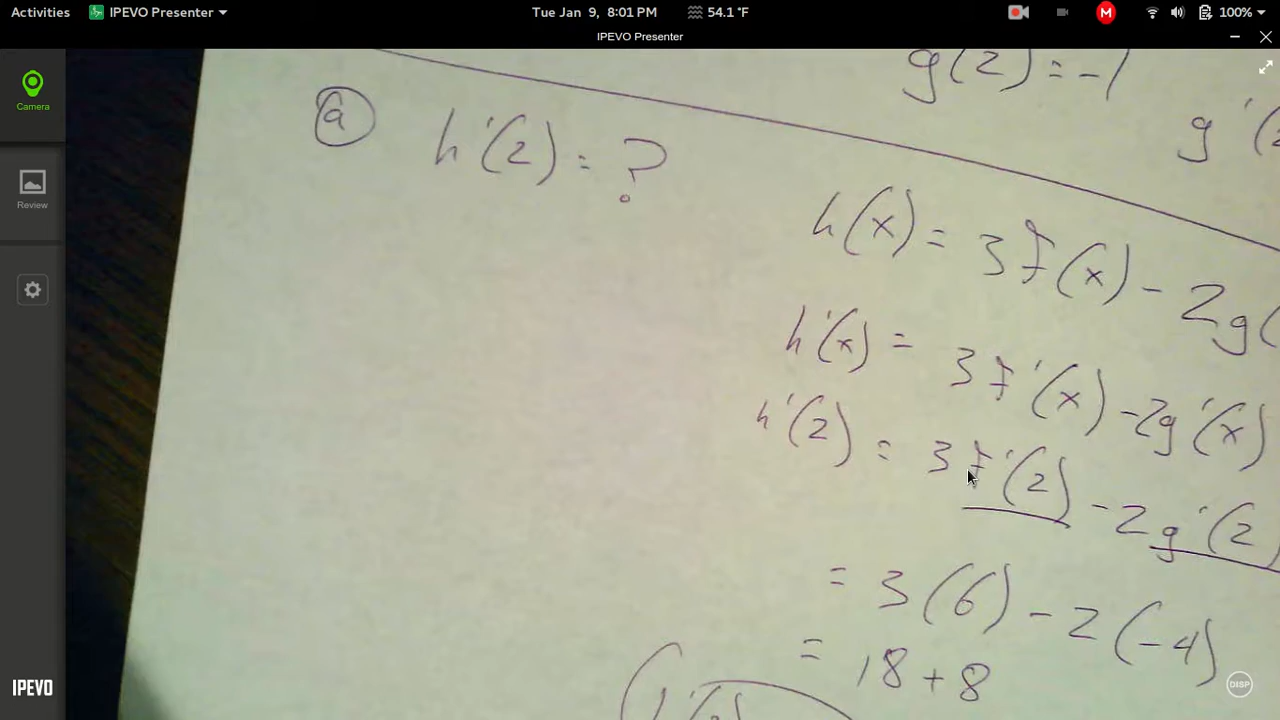 Activities IPEVO Presenter Tue Jan 9, 8:01 PM 54.1 °F M 100%
IPEVO Presenter
Camera
Review
IPEVO
DISP
g(2) = -1
g'(2
a h'(2) = ?
h(x) = 3f(x) - 2g(
h'(x) = 3f'(x) - 2g'(x)
h'(2) = 3f'(2) - 2g'(2
= 3(6) - 2(-4)
= 18 + 8